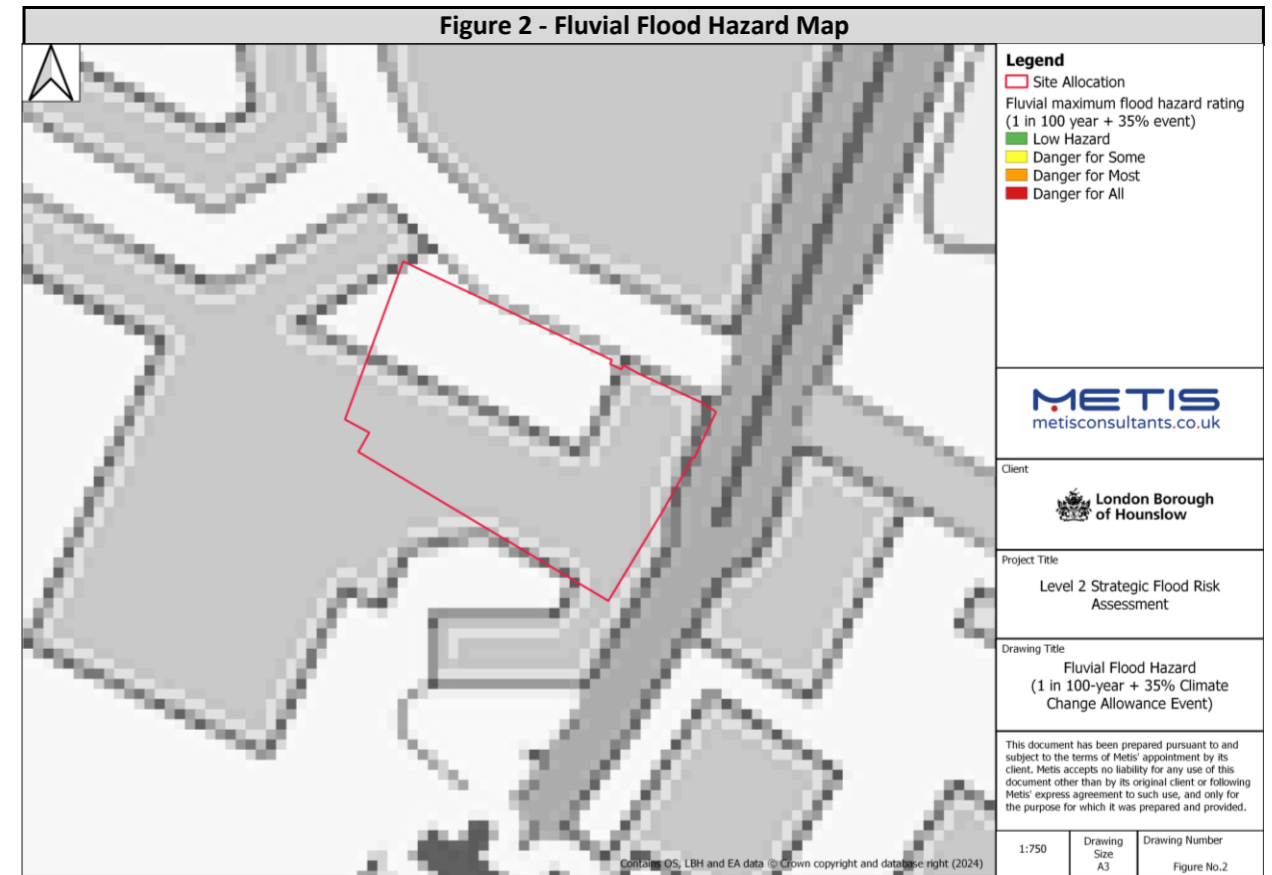 Figure 2 - Fluvial Flood Hazard Map
Legend
Site Allocation
Fluvial maximum flood hazard rating
(1 in 100 year + 35% event)
Low Hazard
Danger for Some
Danger for Most
Danger for All
METIS
metisconsultants.co.uk
Client
London Borough
of Hounslow
Project Title
Level 2 Strategic Flood Risk
Assessment
Drawing Title
Fluvial Flood Hazard
(1 in 100-year + 35% Climate
Change Allowance Event)
This document has been prepared pursuant to and
subject to the terms of Metis' appointment by its
client. Metis accepts no liability for any use of this
document other than by its original client or following
Metis' express agreement to such use, and only for
the purpose for which it was prepared and provided.
1:750
Drawing
Size
A3
Drawing Number
Figure No.2
Contains OS, LBH and EA data © Crown copyright and database right (2024)